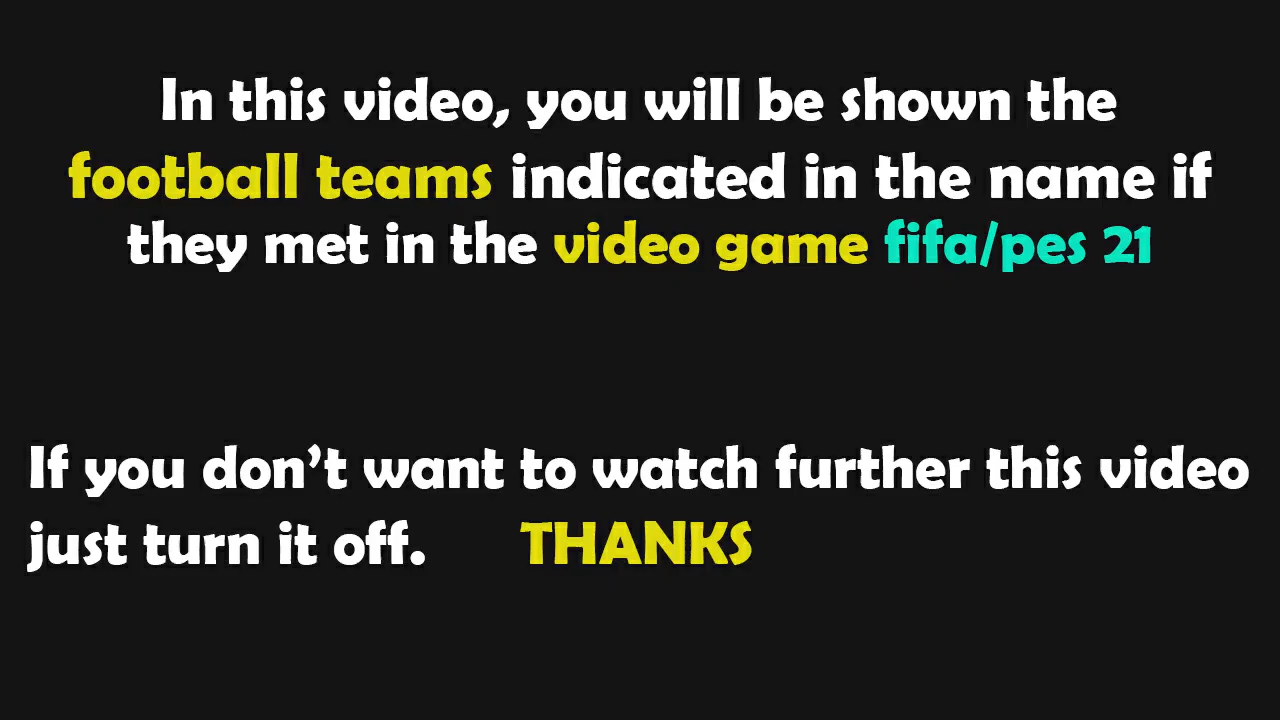 In this video, you will be shown the
football teams indicated in the name if
they met in the video game fifa/pes 21
If you don’t want to watch further this video
just turn it off. THANKS